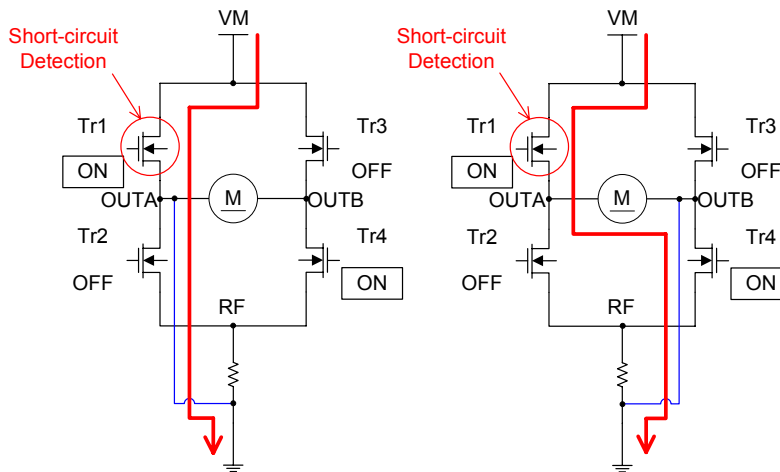 VM
Short-circuit
Detection
Tr1
Tr3
ON
OFF
OUTA
M
OUTB
Tr2
Tr4
OFF
ON
RF
VM
Short-circuit
Detection
Tr1
Tr3
ON
OFF
OUTA
M
OUTB
Tr2
Tr4
OFF
ON
RF